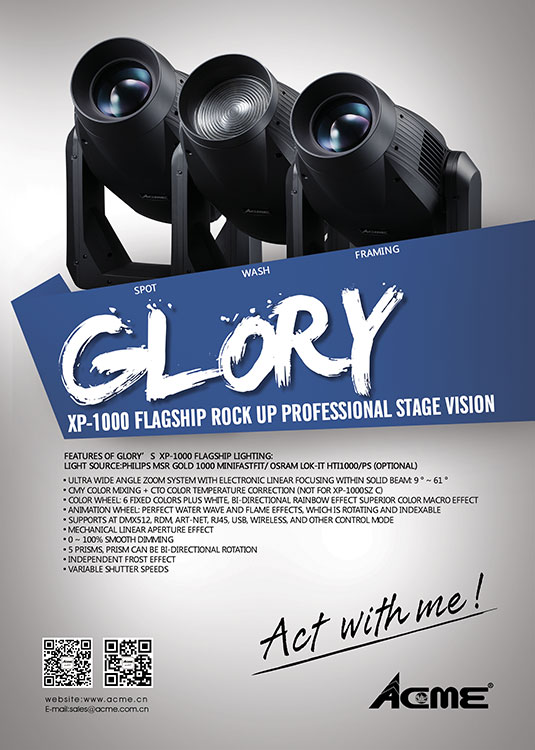 ACME
SPOT
WASH
FRAMING
GLORY
XP-1000 FLAGSHIP ROCK UP PROFESSIONAL STAGE VISION
FEATURES OF GLORY’S XP-1000 FLAGSHIP LIGHTING:
LIGHT SOURCE:PHILIPS MSR GOLD 1000 MINIFASTFIT/ OSRAM LOK-IT HTI1000/PS (OPTIONAL)
• ULTRA WIDE ANGLE ZOOM SYSTEM WITH ELECTRONIC LINEAR FOCUSING WITHIN SOLID BEAM: 9 ° ~ 61 °
• CMY COLOR MIXING + CTO COLOR TEMPERATURE CORRECTION (NOT FOR XP-1000SZ C)
• COLOR WHEEL: 6 FIXED COLORS PLUS WHITE, BI-DIRECTIONAL RAINBOW EFFECT SUPERIOR COLOR MACRO EFFECT
• ANIMATION WHEEL: PERFECT WATER WAVE AND FLAME EFFECTS, WHICH IS ROTATING AND INDEXABLE
• SUPPORTS AT DMX512, RDM, ART-NET, RJ45, USB, WIRELESS, AND OTHER CONTROL MODE
• MECHANICAL LINEAR APERTURE EFFECT
• 0 ~ 100% SMOOTH DIMMING
• 5 PRISMS, PRISM CAN BE BI-DIRECTIONAL ROTATION
• INDEPENDENT FROST EFFECT
• VARIABLE SHUTTER SPEEDS
Act with me!
website:www.acme.cn
E-mail:sales@acme.com.cn
ACME®